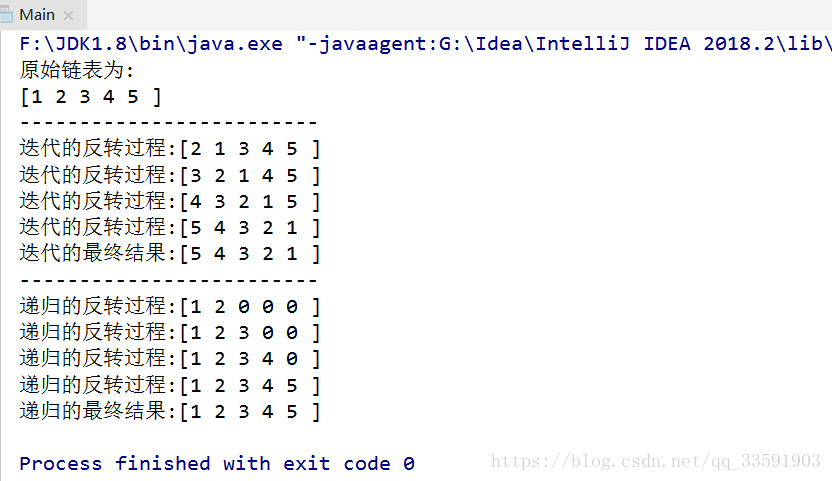 Main
F:\JDK1.8\bin\java.exe "-javaagent:G:\Idea\IntelliJ IDEA 2018.2\lib\
原始链表为:
[1 2 3 4 5 ]
-------------------------
迭代的反转过程:[2 1 3 4 5 ]
迭代的反转过程:[3 2 1 4 5 ]
迭代的反转过程:[4 3 2 1 5 ]
迭代的反转过程:[5 4 3 2 1 ]
迭代的最终结果:[5 4 3 2 1 ]
-------------------------
递归的反转过程:[1 2 0 0 0 ]
递归的反转过程:[1 2 3 0 0 ]
递归的反转过程:[1 2 3 4 0 ]
递归的反转过程:[1 2 3 4 5 ]
递归的最终结果:[1 2 3 4 5 ]
Process finished with exit code 0
https://blog.csdn.net/qq_33591903